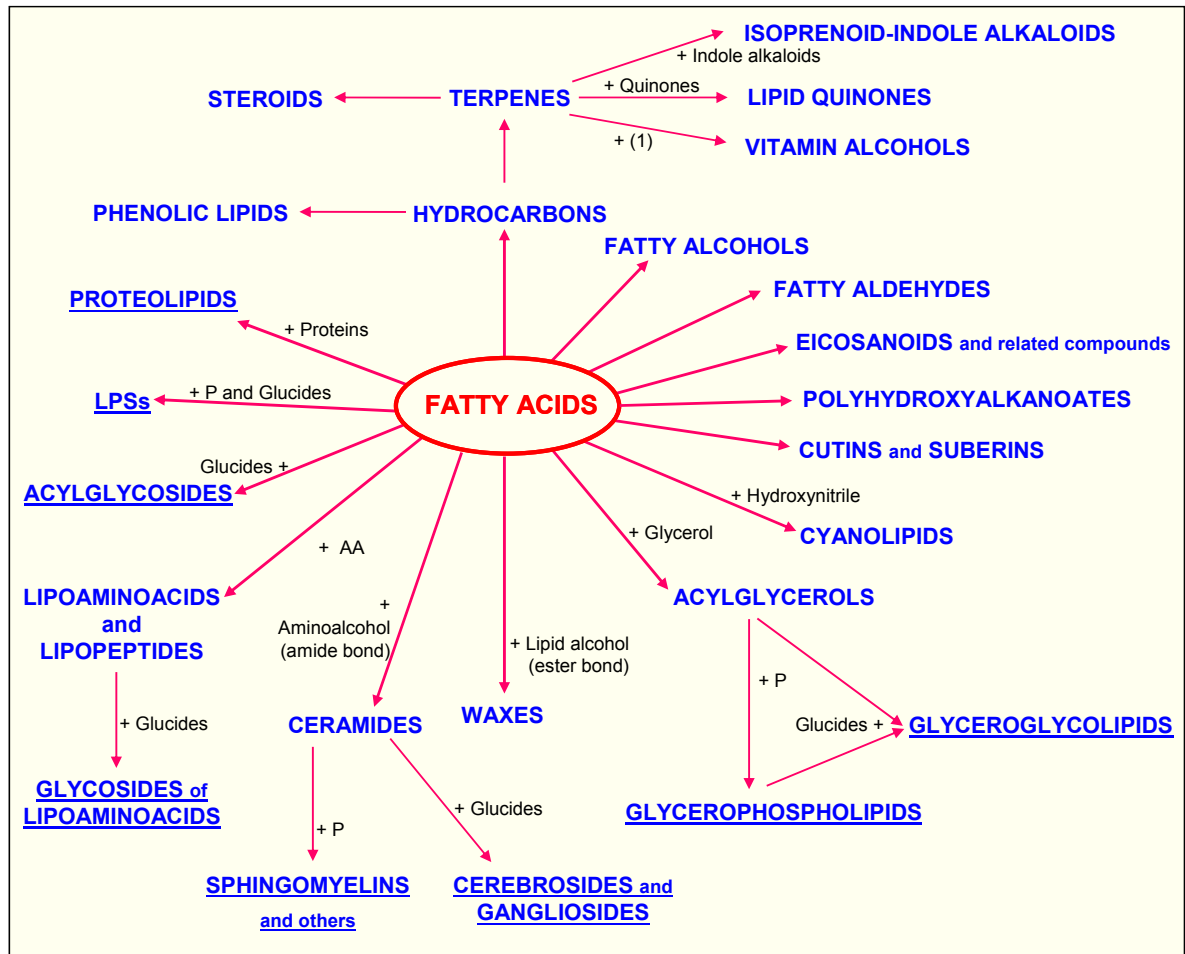 ISOPRENOID-INDOLE ALKALOIDS
+ Indole alkaloids
STEROIDS
TERPENES
+ Quinones
LIPID QUINONES
+ (1)
VITAMIN ALCOHOLS
PHENOLIC LIPIDS
HYDROCARBONS
FATTY ALCOHOLS
FATTY ALDEHYDES
PROTEOLIPIDS
+ Proteins
EICOSANOIDS and related compounds
LPSs
+ P and Glucides
FATTY ACIDS
POLYHYDROXYALKANOATES
CUTINS and SUBERINS
Glucides +
ACYLGLYCOSIDES
+ Hydroxynitrile
CYANOLIPIDS
+ Glycerol
+ AA
LIPOAMINOACIDS
and
LIPOPEPTIDES
+
Aminoalcohol
(amide bond)
+ Lipid alcohol
(ester bond)
ACYLGLYCEROLS
+ P
Glucides +
GLYCEROGLYCOLIPIDS
+ Glucides
CERAMIDES
WAXES
GLYCOSIDES of
LIPOAMINOACIDS
GLYCEROPHOSPHOLIPIDS
+ P
+ Glucides
SPHINGOMYELINS
and others
CEREBROSIDES and
GANGLIOSIDES